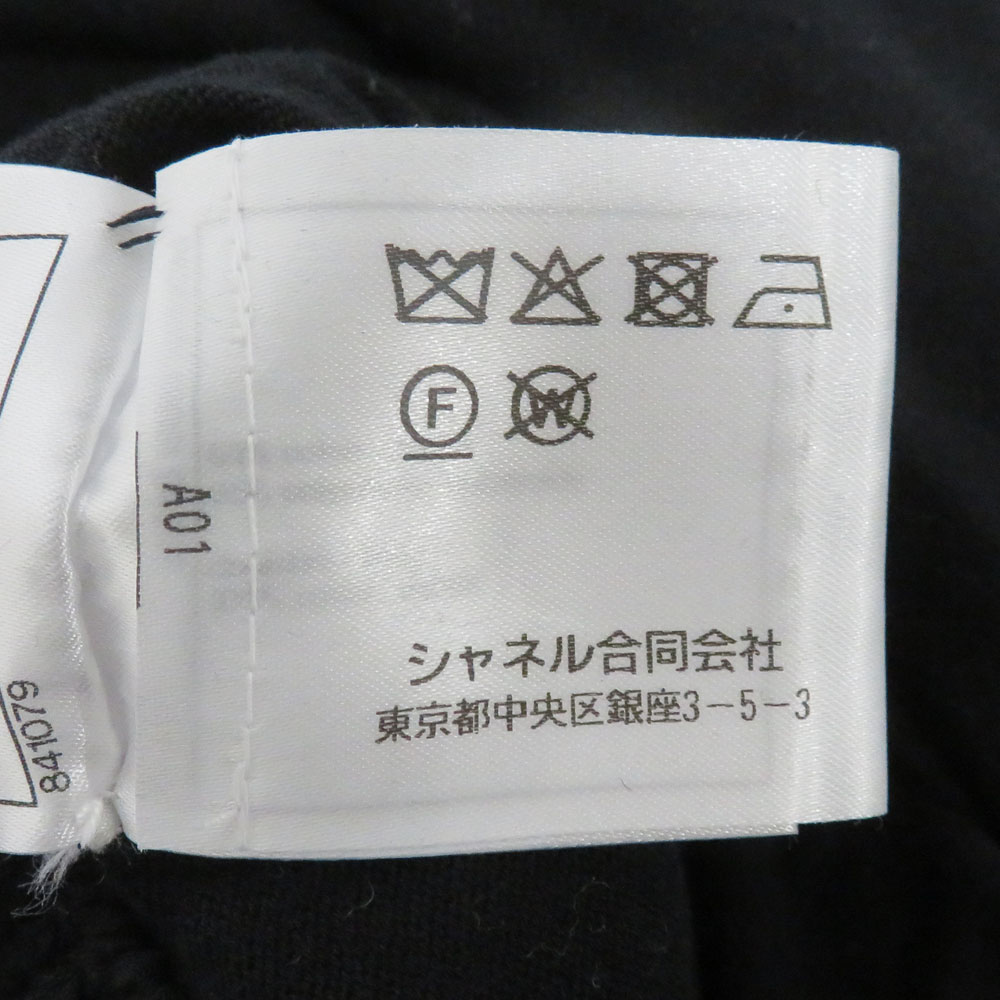 F
W
A01
シャネル合同会社
東京都中央区銀座3-5-3
841079